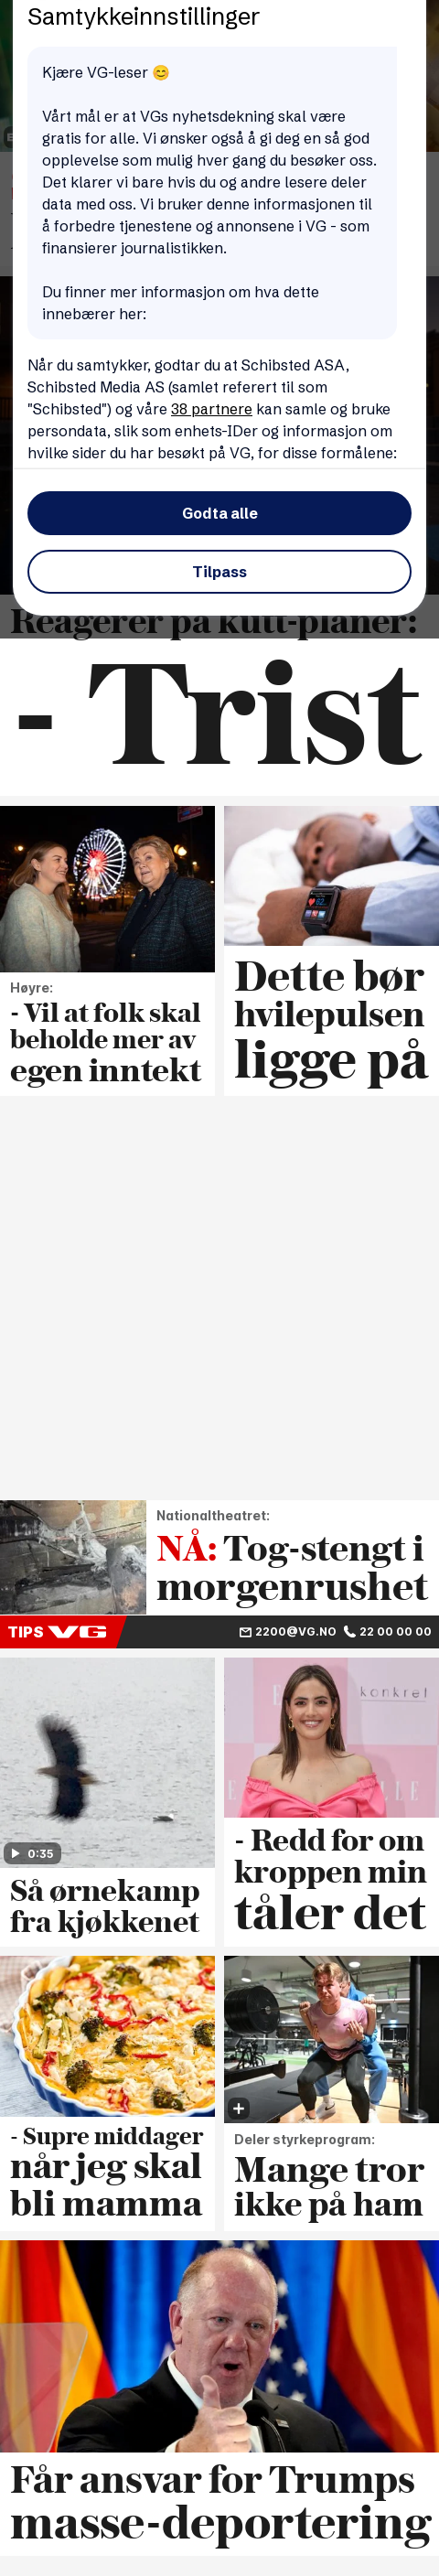 Samtykkeinnstillinger
Kjære VG-leser 😊
Vårt mål er at VGs nyhetsdekning skal være
gratis for alle. Vi ønsker også å gi deg en så god
opplevelse som mulig hver gang du besøker oss.
Det klarer vi bare hvis du og andre lesere deler
data med oss. Vi bruker denne informasjonen til
å forbedre tjenestene og annonsene i VG - som
finansierer journalistikken.
Du finner mer informasjon om hva dette
innebærer her:
Når du samtykker, godtar du at Schibsted ASA,
Schibsted Media AS (samlet referert til som
"Schibsted") og våre 38 partnere kan samle og bruke
persondata, slik som enhets-IDer og informasjon om
hvilke sider du har besøkt på VG, for disse formålene:
Godta alle
Tilpass
Reagerer på kutt-planer:
- Trist
Høyre:
- Vil at folk skal
beholde mer av
egen inntekt
Dette bør
hvilepulsen
ligge på
Nationaltheatret:
NÅ: Tog-stengt i
morgenrushet
TIPS VG 2200@VG.NO 22 00 00 00
konkret
0:35
Så ørnekamp
fra kjøkkenet
- Redd for om
kroppen min
tåler det
- Supre middager
når jeg skal
bli mamma
Deler styrkeprogram:
Mange tror
ikke på ham
Får ansvar for Trumps
masse-deportering